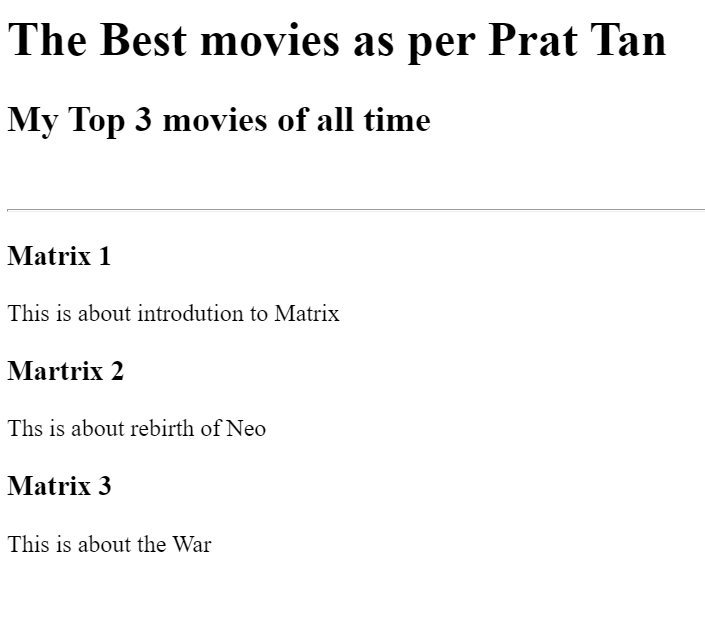 The Best movies as per Prat Tan
My Top 3 movies of all time
Matrix 1
This is about introdution to Matrix
Martrix 2
Ths is about rebirth of Neo
Matrix 3
This is about the War